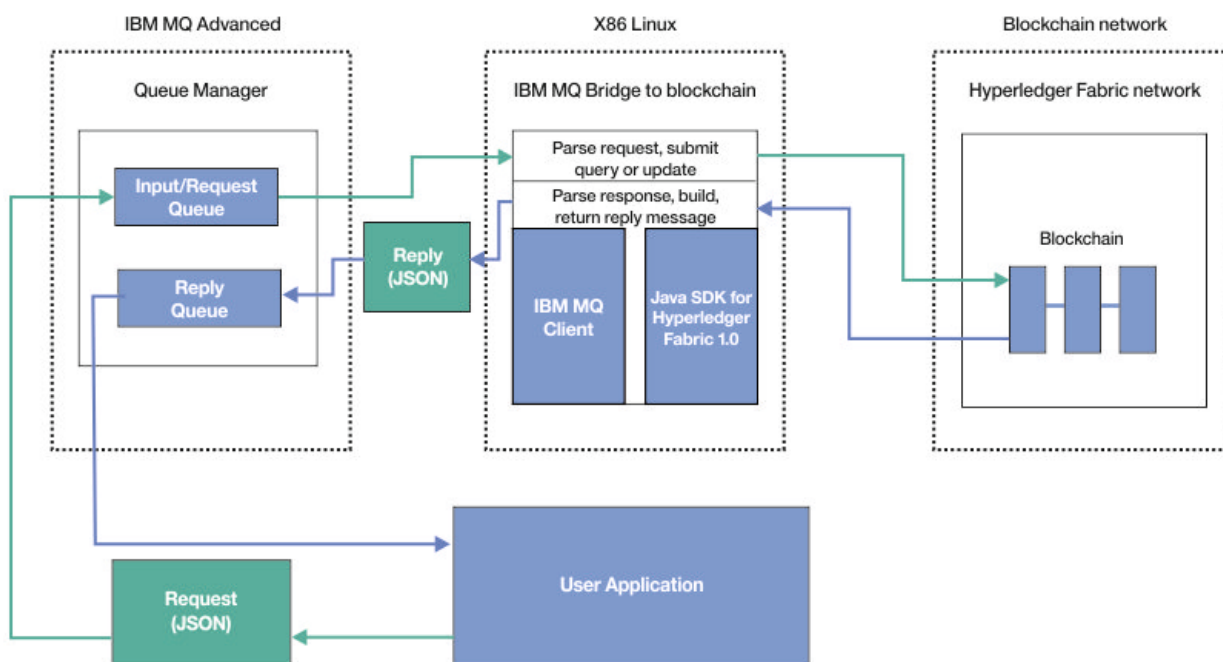 IBM MQ Advanced
X86 Linux
Blockchain network
Queue Manager
IBM MQ Bridge to blockchain
Hyperledger Fabric network
Parse request, submit
query or update
Input/Request
Queue
Parse response, build,
return reply message
Reply
(JSON)
Blockchain
Reply
Queue
IBM MQ
Client
Java SDK for
Hyperledger
Fabric 1.0
User Application
Request
(JSON)